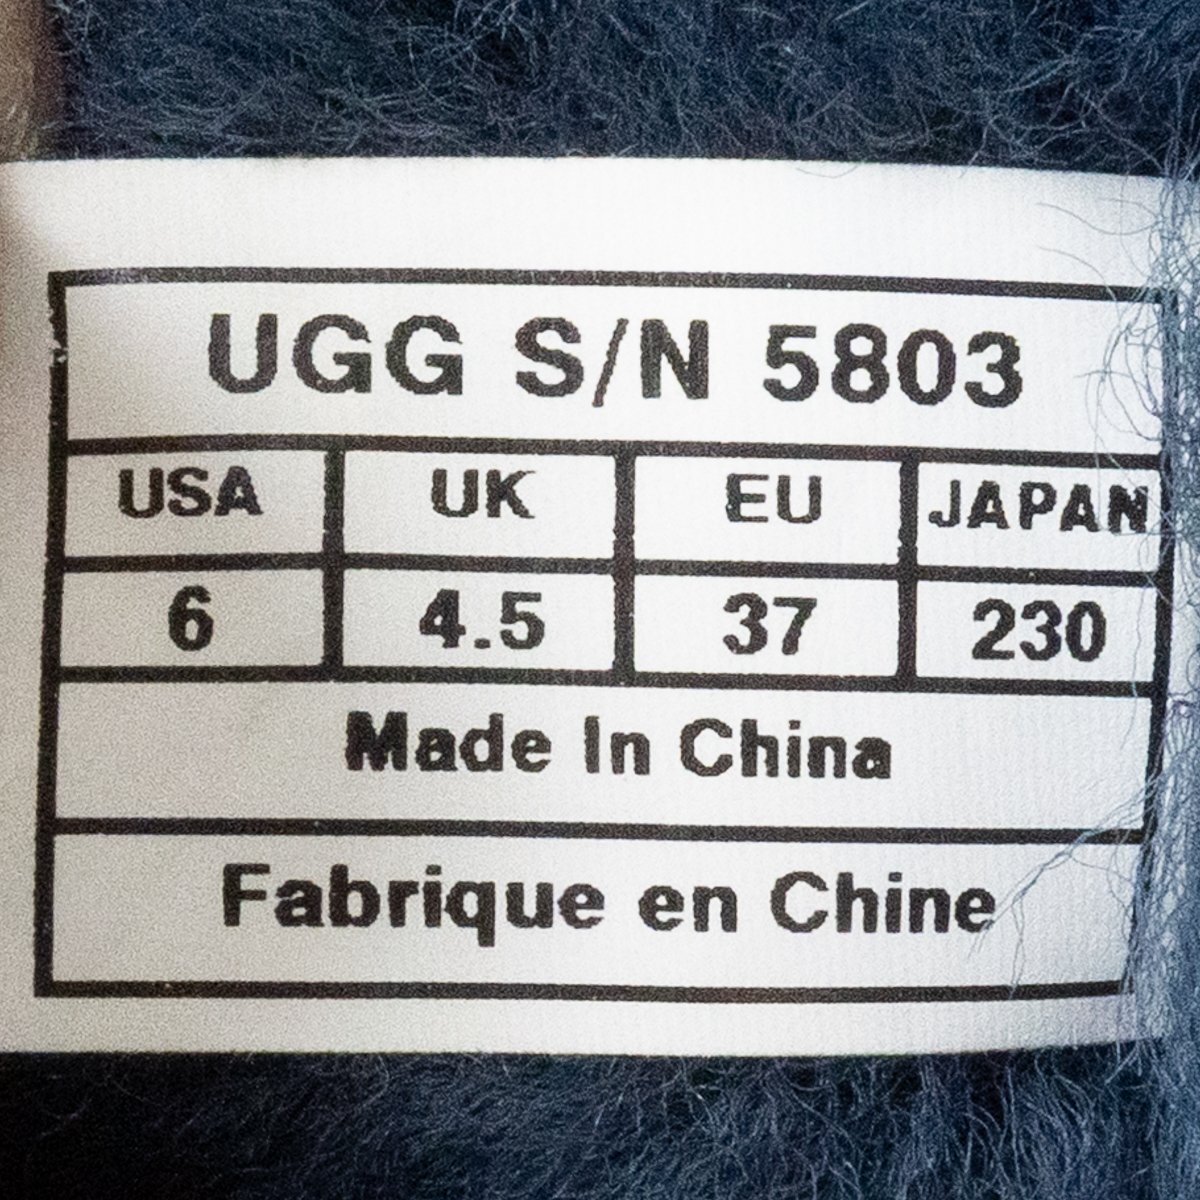 UGG S/N 5803
USA UK EU JAPAN
6 4.5 37 230
Made In China
Fabrique en Chine